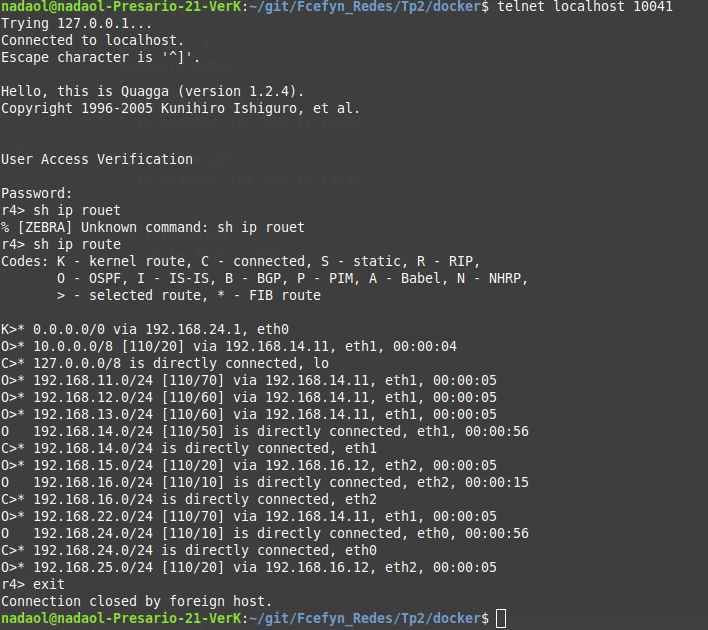 nadaol@nadaol-Presario-21-VerK:~/git/Fcefyn_Redes/Tp2/docker$ telnet localhost 10041
Trying 127.0.0.1...
Connected to localhost.
Escape character is '^]'.
Hello, this is Quagga (version 1.2.4).
Copyright 1996-2005 Kunihiro Ishiguro, et al.
User Access Verification
Password:
r4> sh ip rouet
% [ZEBRA] Unknown command: sh ip rouet
r4> sh ip route
Codes: K - kernel route, C - connected, S - static, R - RIP,
       O - OSPF, I - IS-IS, B - BGP, P - PIM, A - Babel, N - NHRP,
       > - selected route, * - FIB route
K>* 0.0.0.0/0 via 192.168.24.1, eth0
O>* 10.0.0.0/8 [110/20] via 192.168.14.11, eth1, 00:00:04
C>* 127.0.0.0/8 is directly connected, lo
O>* 192.168.11.0/24 [110/70] via 192.168.14.11, eth1, 00:00:05
O>* 192.168.12.0/24 [110/60] via 192.168.14.11, eth1, 00:00:05
O>* 192.168.13.0/24 [110/60] via 192.168.14.11, eth1, 00:00:05
O   192.168.14.0/24 [110/50] is directly connected, eth1, 00:00:56
C>* 192.168.14.0/24 is directly connected, eth1
O>* 192.168.15.0/24 [110/20] via 192.168.16.12, eth2, 00:00:05
O   192.168.16.0/24 [110/10] is directly connected, eth2, 00:00:15
C>* 192.168.16.0/24 is directly connected, eth2
O>* 192.168.22.0/24 [110/70] via 192.168.14.11, eth1, 00:00:05
O   192.168.24.0/24 [110/10] is directly connected, eth0, 00:00:56
C>* 192.168.24.0/24 is directly connected, eth0
O>* 192.168.25.0/24 [110/20] via 192.168.16.12, eth2, 00:00:05
r4> exit
Connection closed by foreign host.
nadaol@nadaol-Presario-21-VerK:~/git/Fcefyn_Redes/Tp2/docker$